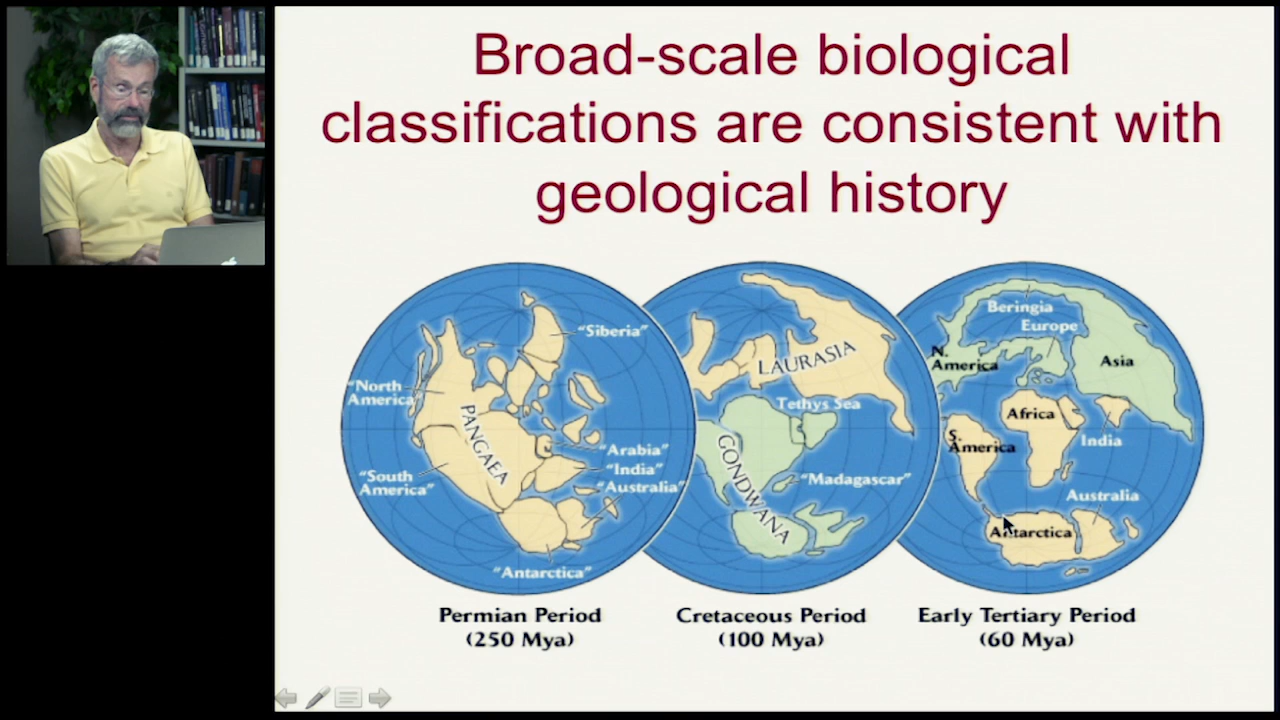 Broad-scale biological
classifications are consistent with
geological history
"Siberia"
"North
America"
PANGAEA
"South
America"
"Arabia"
"India"
"Australia"
"Antarctica"
Permian Period
(250 Mya)
LAURASIA
Tethys Sea
GONDWANA
"Madagascar"
Cretaceous Period
(100 Mya)
Beringia
Europe
N.
America
Asia
Africa
S.
America
India
Australia
Antarctica
Early Tertiary Period
(60 Mya)